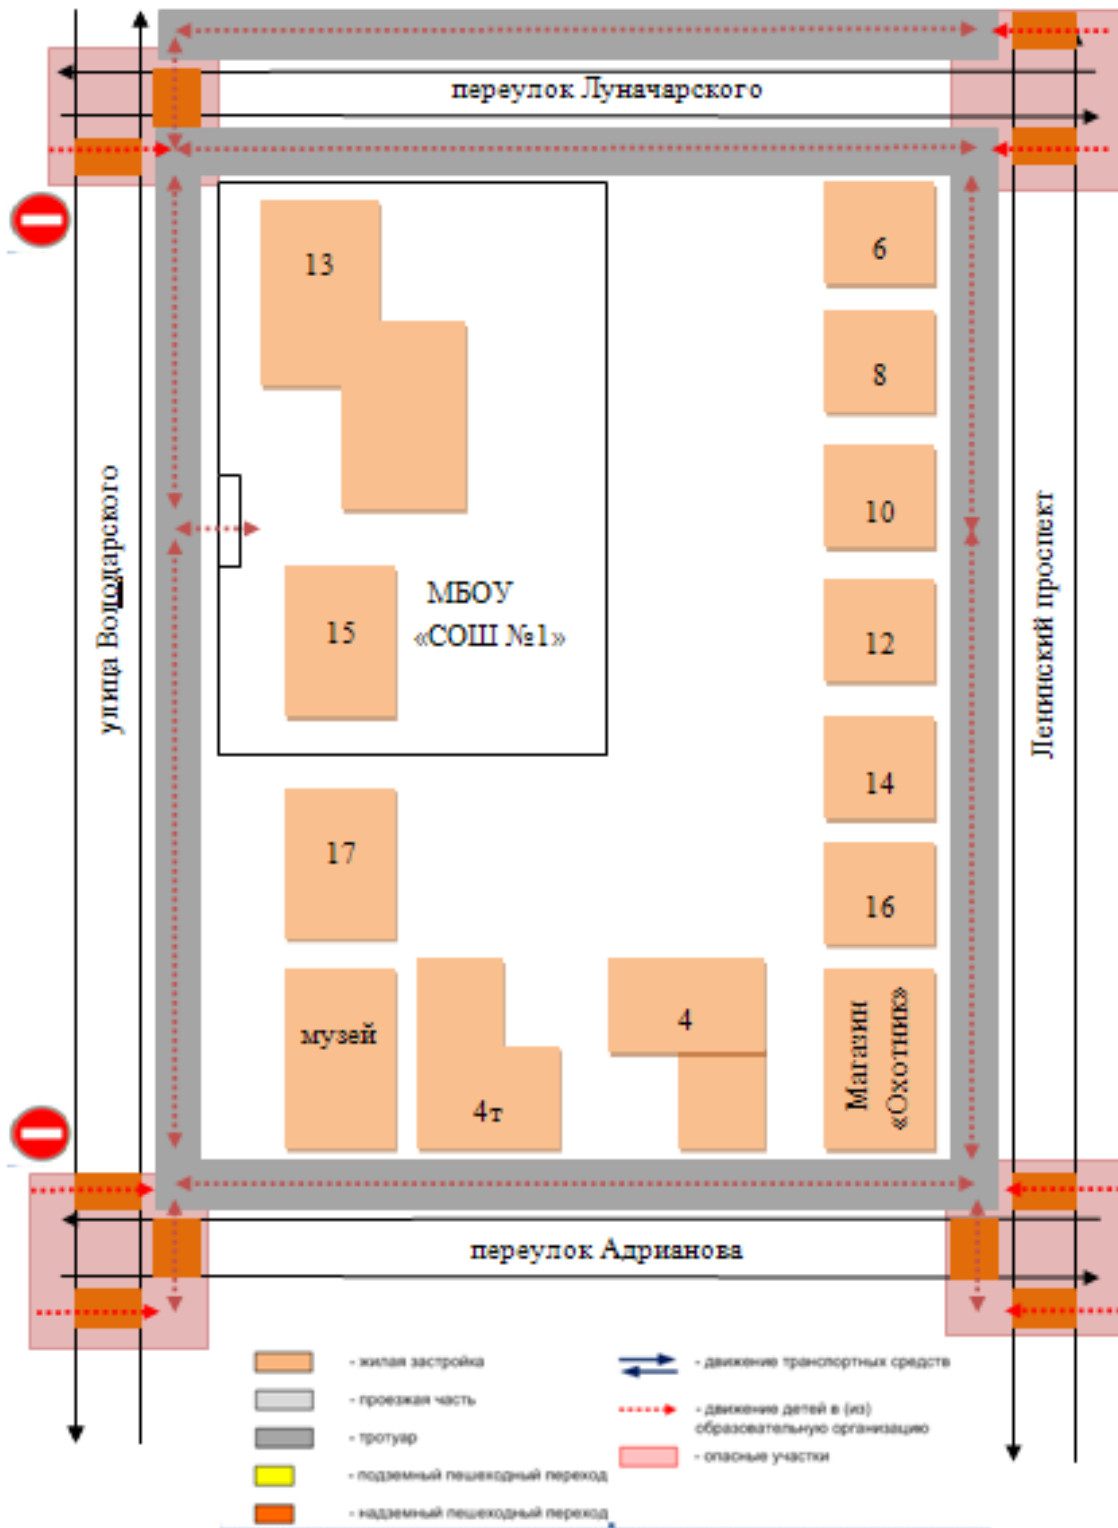 переулок Луначарского
13
6
8
10
12
14
16
15
МБОУ
«СОШ №1»
17
улица Володарского
Ленинский проспект
музей
4т
4
Магазин
«Охотник»
переулок Адрианова
- жилая застройка
- проезжая часть
- тротуар
- подземный пешеходный переход
- надземный пешеходный переход
- движение транспортных средств
- движение детей в (из)
образовательную организацию
- опасные участки